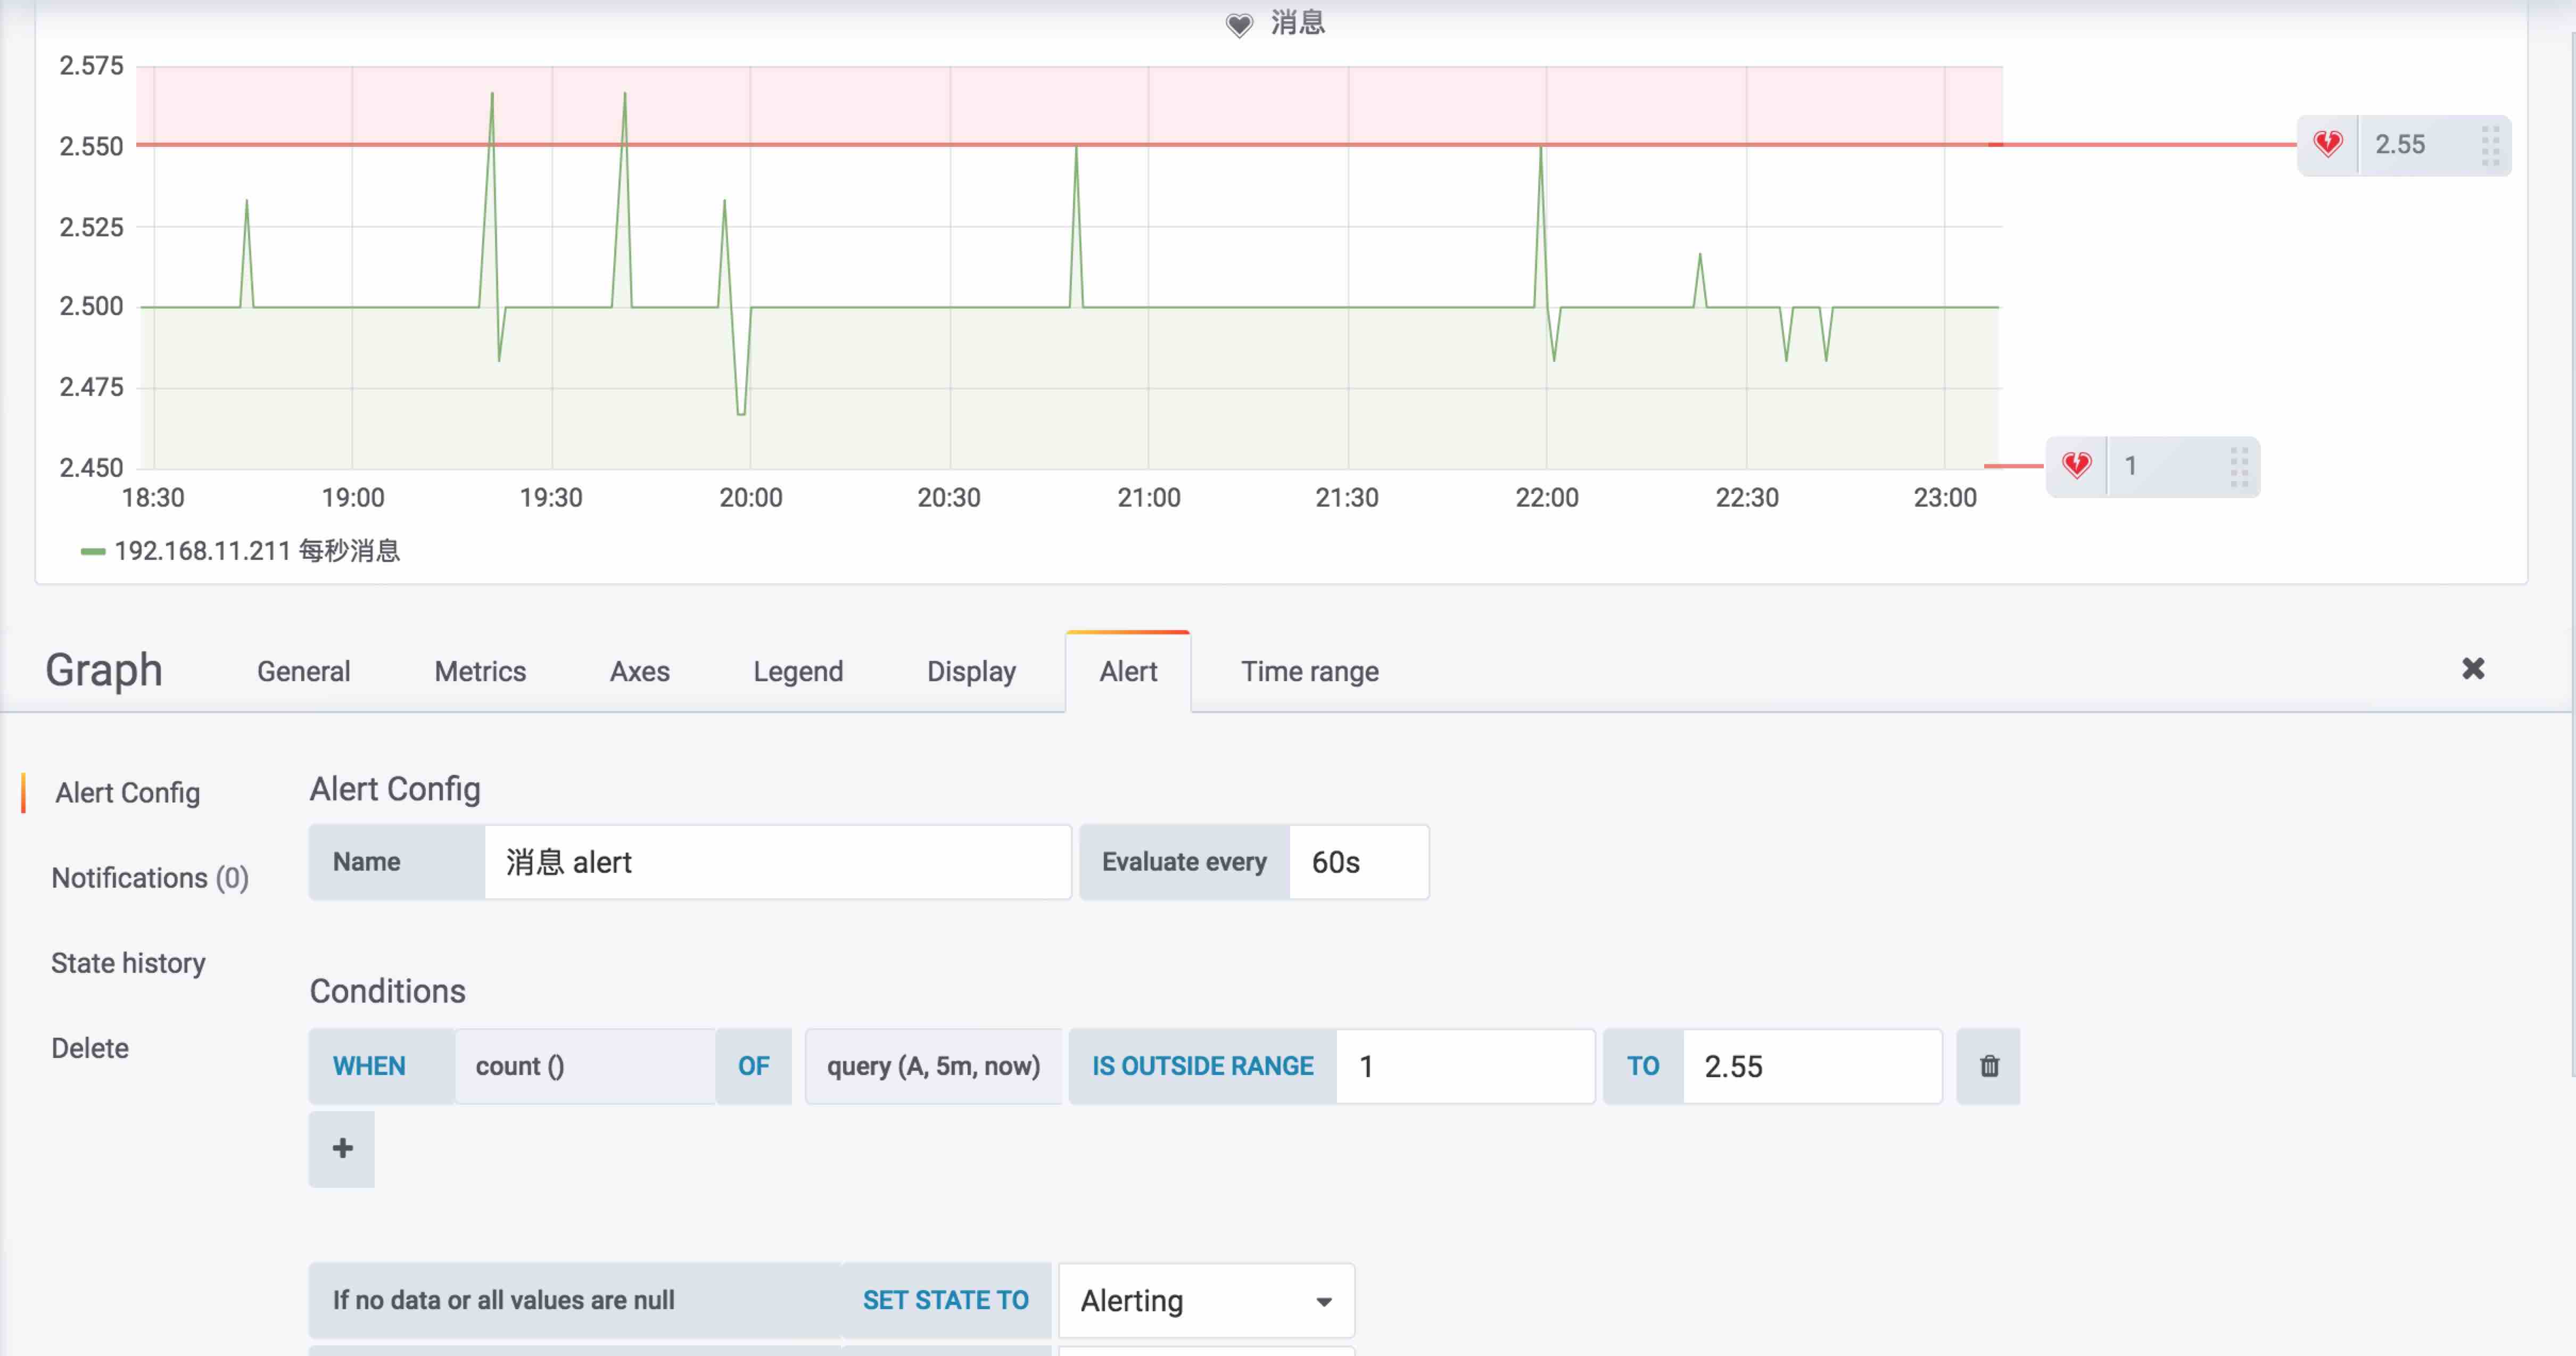 消息
2.575
2.550
2.525
2.500
2.475
2.450
2.55
1
18:30 19:00 19:30 20:00 20:30 21:00 21:30 22:00 22:30 23:00
192.168.11.211 每秒消息
Graph General Metrics Axes Legend Display Alert Time range
Alert Config
Notifications (0)
State history
Delete
Alert Config
Name 消息 alert Evaluate every 60s
Conditions
WHEN count () OF query (A, 5m, now) IS OUTSIDE RANGE 1 TO 2.55
If no data or all values are null SET STATE TO Alerting